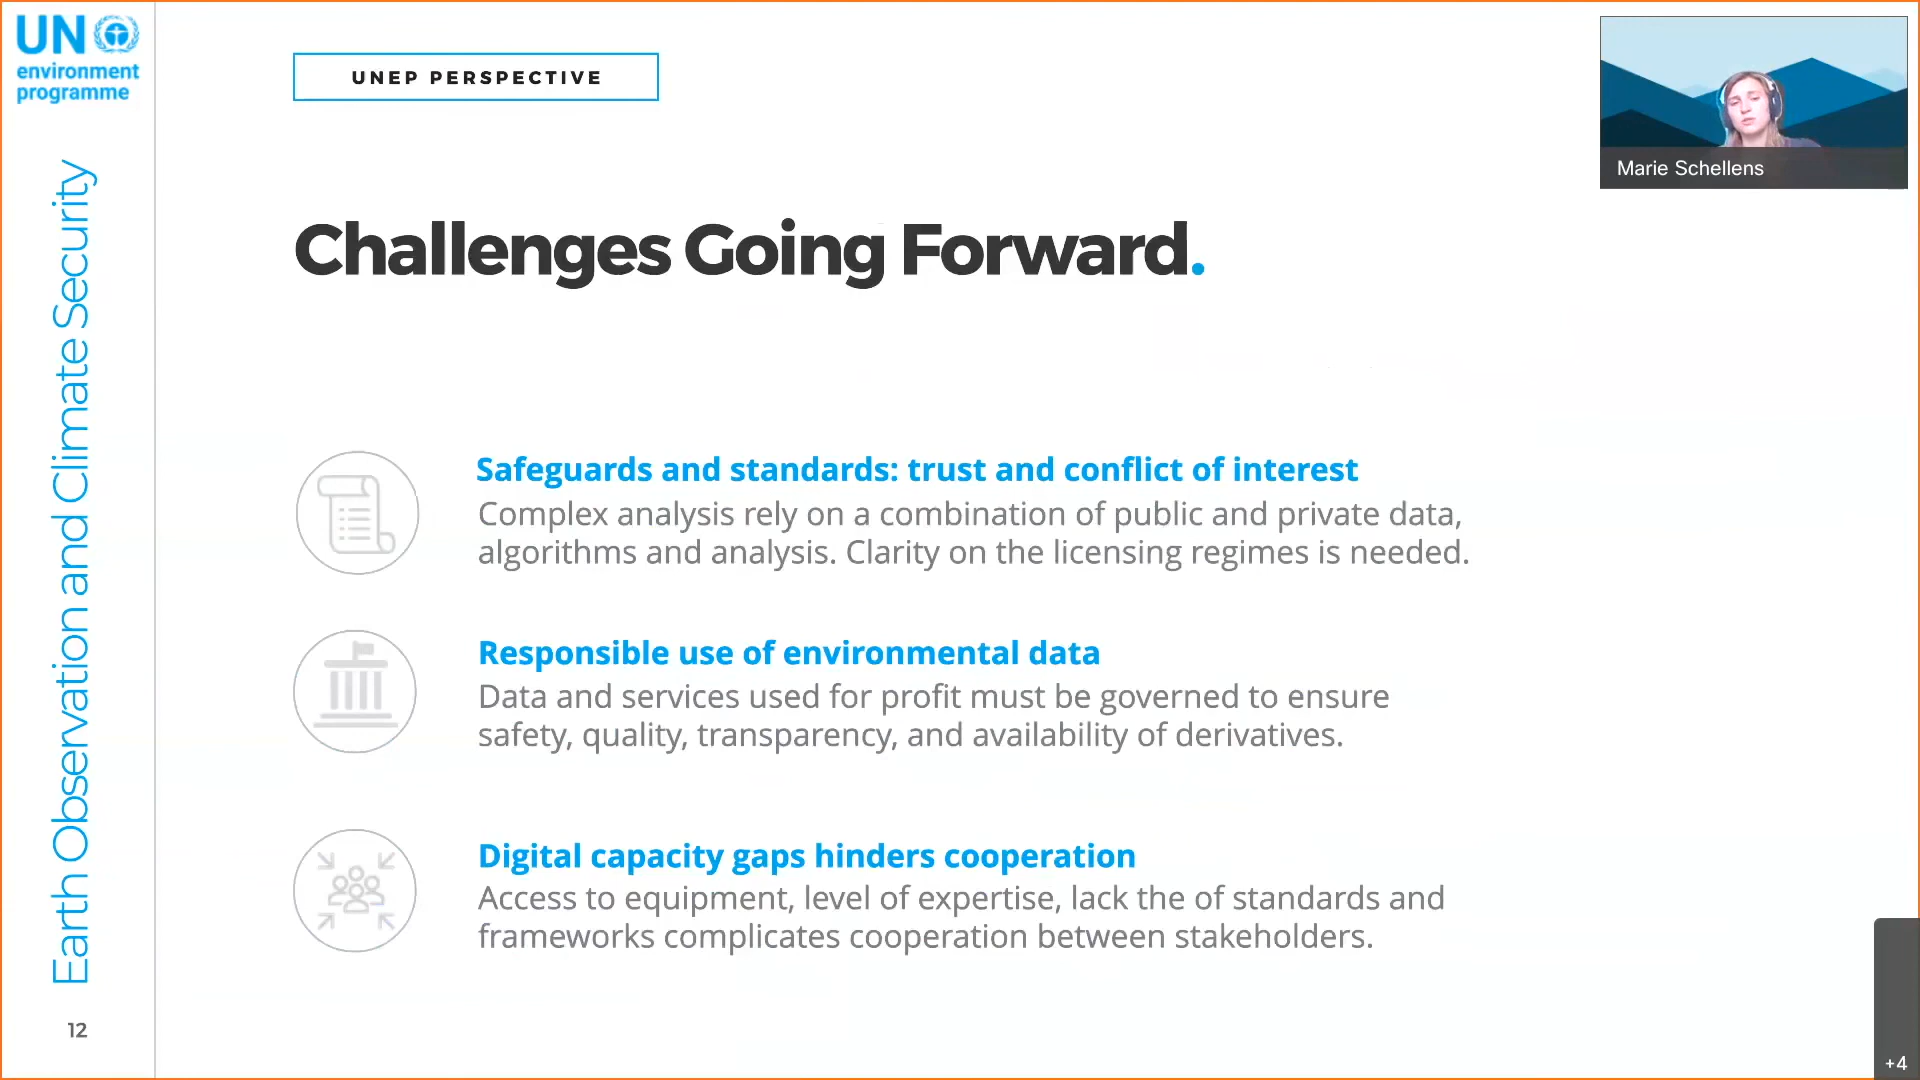 UN
environment
programme
UNEP PERSPECTIVE
Marie Schellens
Earth Observation and Climate Security
Challenges Going Forward.
Safeguards and standards: trust and conflict of interest
Complex analysis rely on a combination of public and private data,
algorithms and analysis. Clarity on the licensing regimes is needed.
Responsible use of environmental data
Data and services used for profit must be governed to ensure
safety, quality, transparency, and availability of derivatives.
Digital capacity gaps hinders cooperation
Access to equipment, level of expertise, lack the of standards and
frameworks complicates cooperation between stakeholders.
12
+4